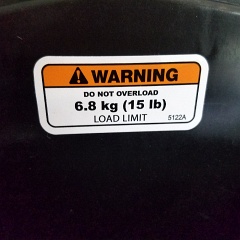 WARNING
DO NOT OVERLOAD
6.8 kg (15 lb)
LOAD LIMIT 5122A